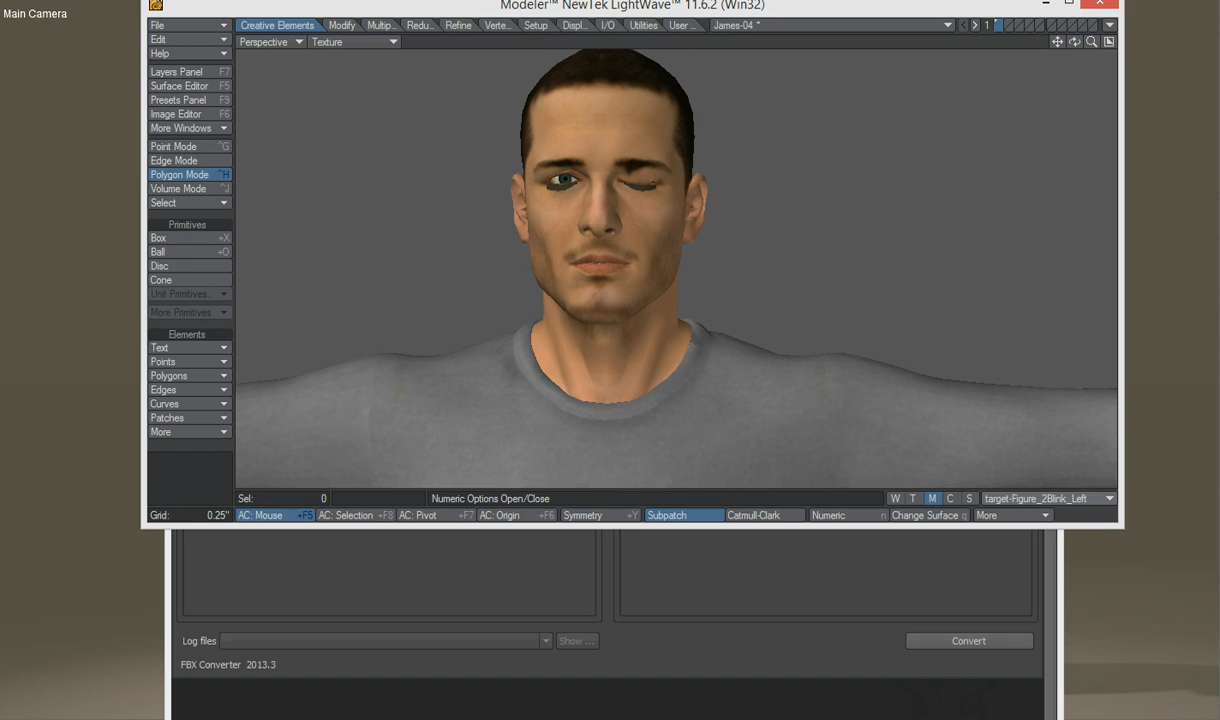 Main Camera
Modeler™ NewTek LightWave™ 11.6.2 (Win32)
File Creative Elements Modify Multip... Redu... Refine Verte... Setup Displ... I/O Utilities User ... James-04 * 1
Edit Perspective Texture
Help
Layers Panel F7
Surface Editor F5
Presets Panel F9
Image Editor F6
More Windows
Point Mode ^G
Edge Mode
Polygon Mode ^H
Volume Mode ^J
Select
Primitives
Box +X
Ball +O
Disc
Cone
Unit Primitives...
More Primitives
Elements
Text
Points
Polygons
Edges
Curves
Patches
More
Sel: 0 Numeric Options Open/Close W T M C S target-Figure_2Blink_Left
Grid: 0.25" AC: Mouse +F5 AC: Selection +F8 AC: Pivot +F7 AC: Origin +F6 Symmetry +Y Subpatch Catmull-Clark Numeric n Change Surface q More
Log files Show ... Convert
FBX Converter 2013.3